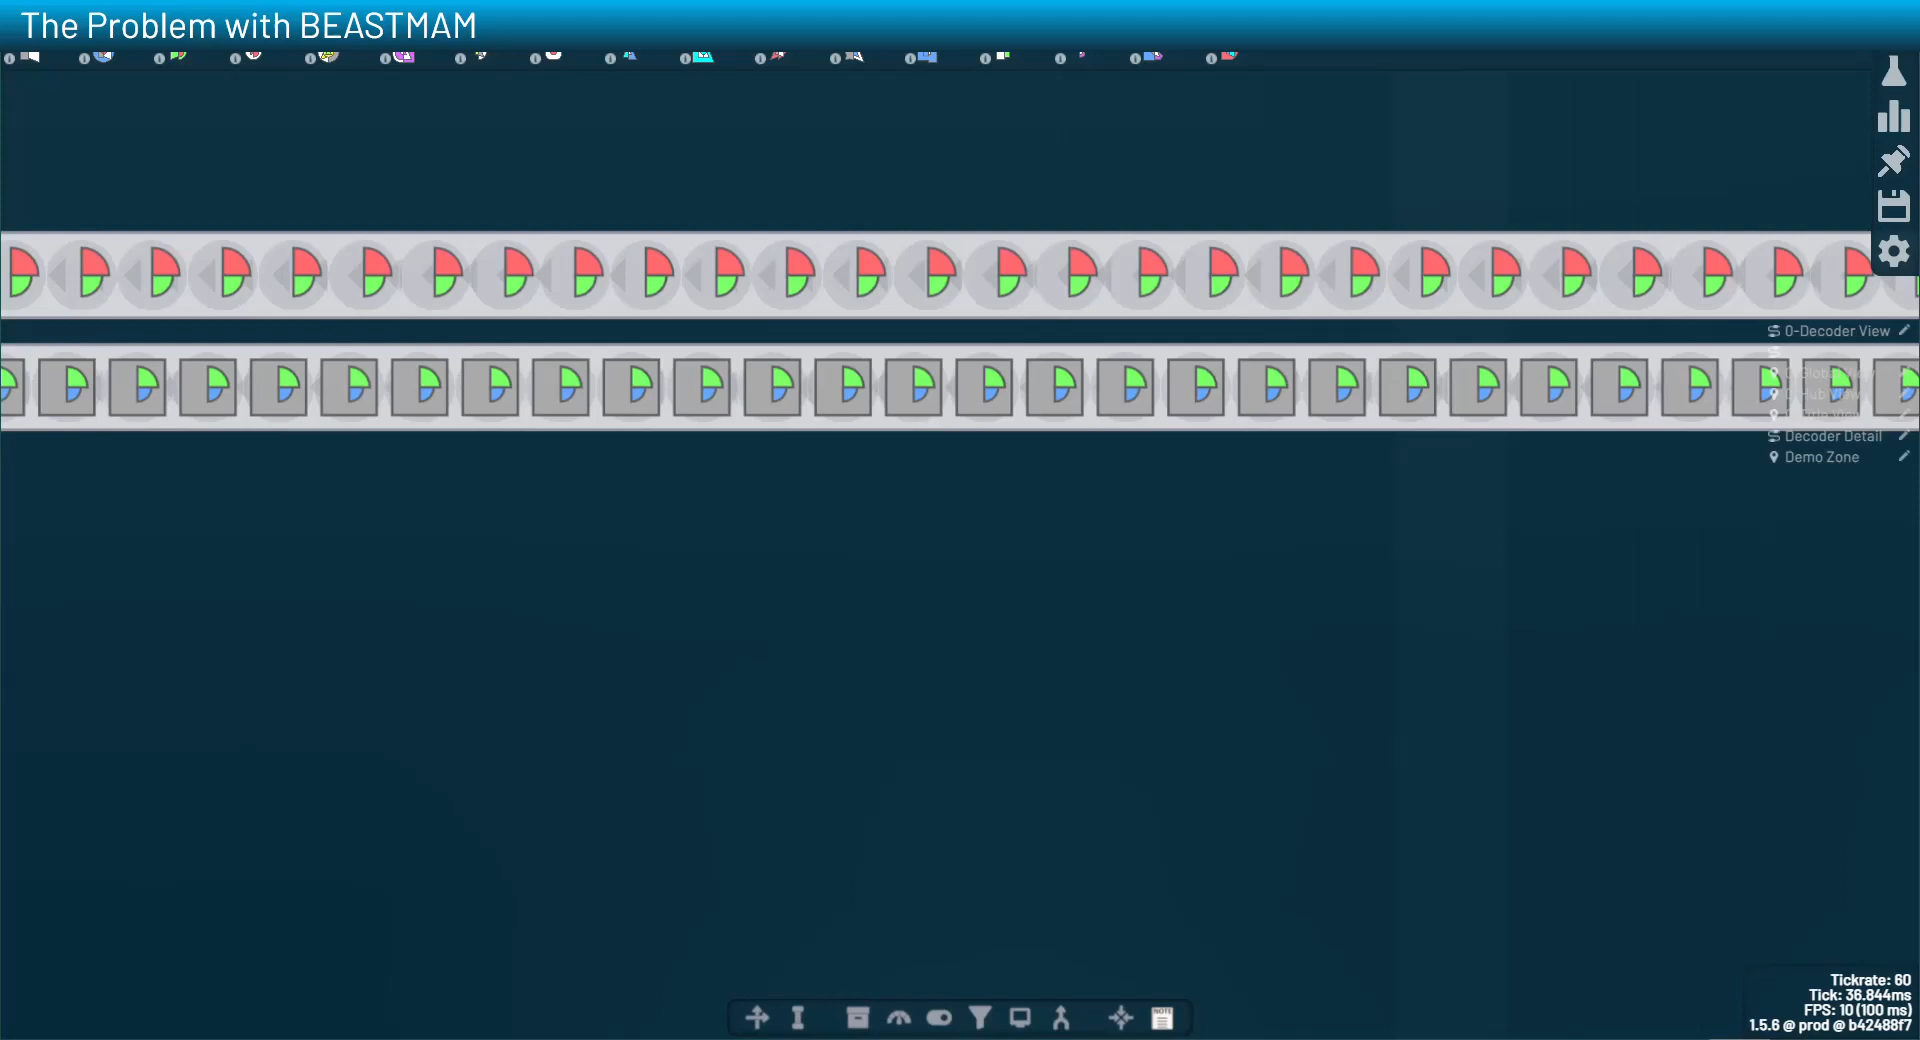 The Problem with BEASTMAM
0-Decoder View
Decoder Detail
Demo Zone
NOTE
Tickrate: 60
Tick: 36.844ms
FPS: 10 (100 ms)
1.5.6 @ prod @ b42488f7